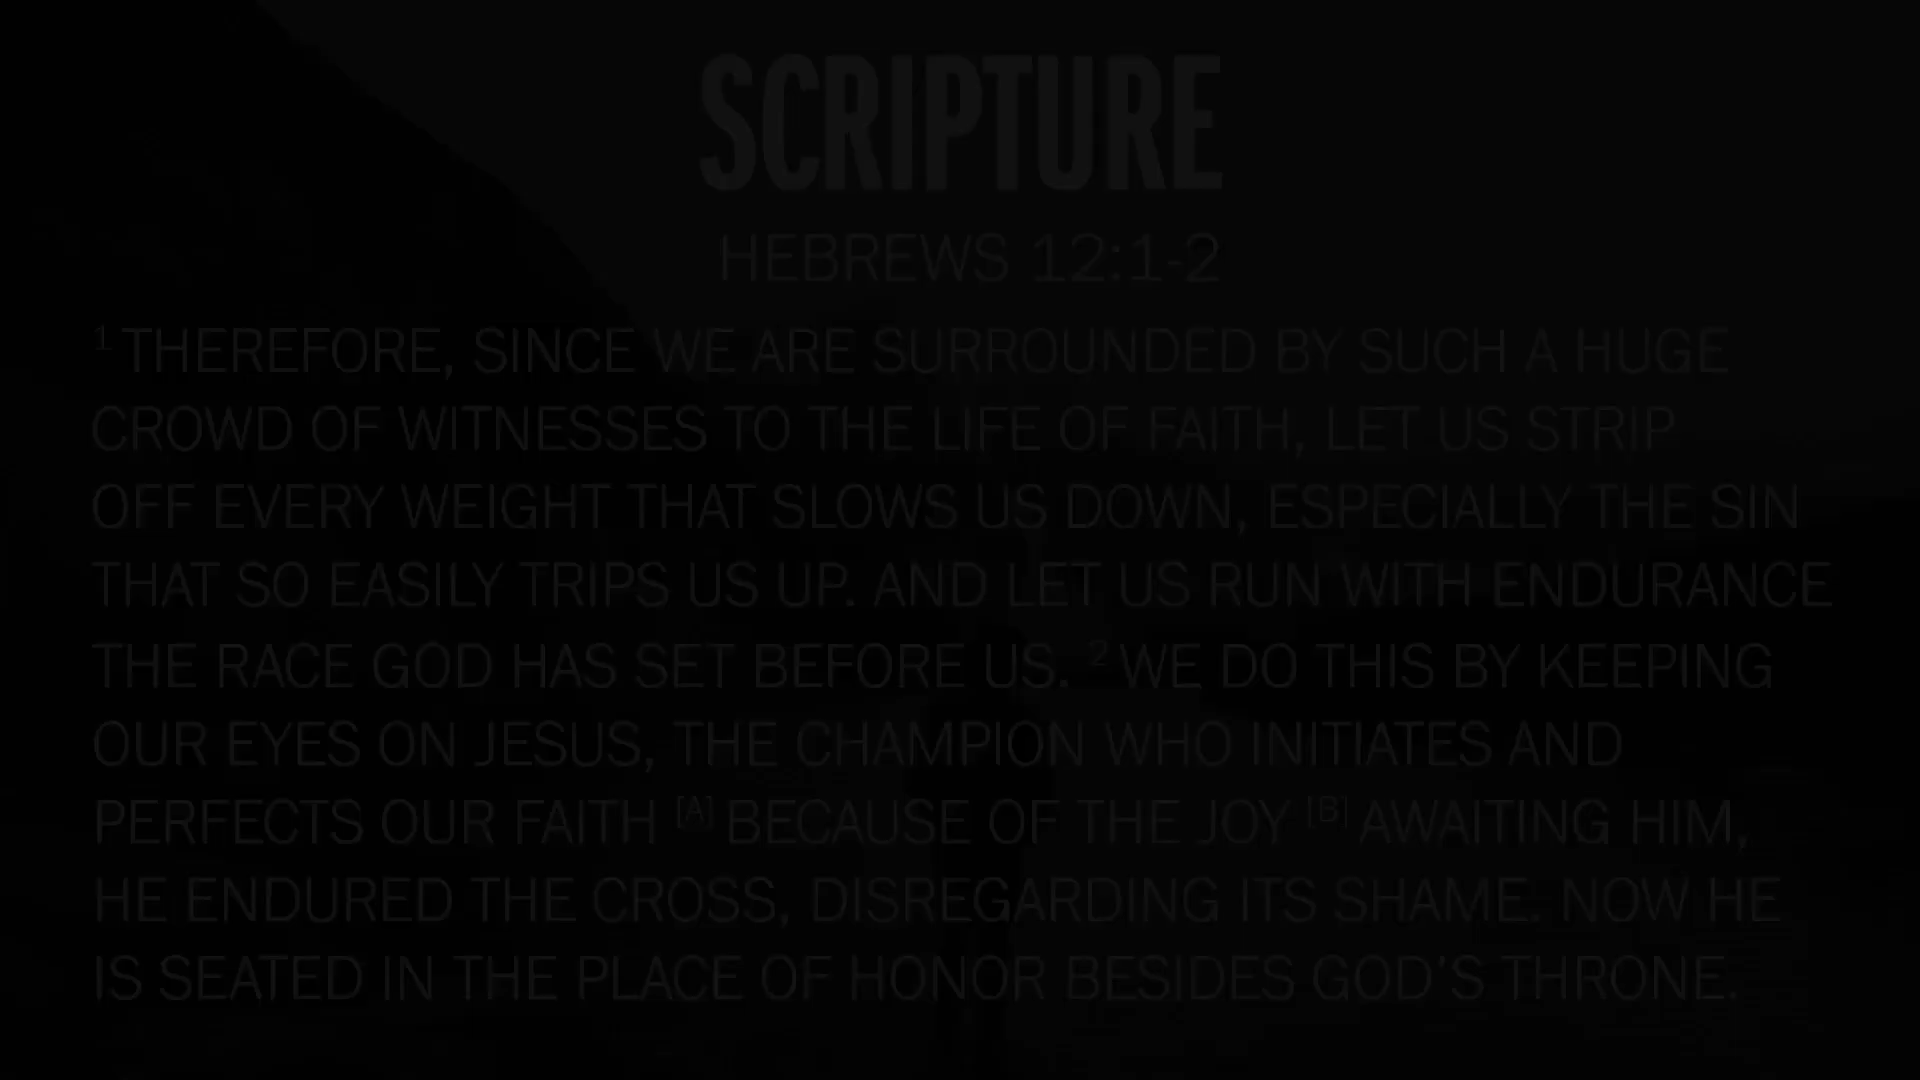 SCRIPTURE
HEBREWS 12:1-2
1 THEREFORE, SINCE WE ARE SURROUNDED BY SUCH A HUGE
CROWD OF WITNESSES TO THE LIFE OF FAITH, LET US STRIP
OFF EVERY WEIGHT THAT SLOWS US DOWN, ESPECIALLY THE SIN
THAT SO EASILY TRIPS US UP. AND LET US RUN WITH ENDURANCE
THE RACE GOD HAS SET BEFORE US. 2 WE DO THIS BY KEEPING
OUR EYES ON JESUS, THE CHAMPION WHO INITIATES AND
PERFECTS OUR FAITH [A] BECAUSE OF THE JOY [B] AWAITING HIM,
HE ENDURED THE CROSS, DISREGARDING ITS SHAME. NOW HE
IS SEATED IN THE PLACE OF HONOR BESIDES GOD'S THRONE.